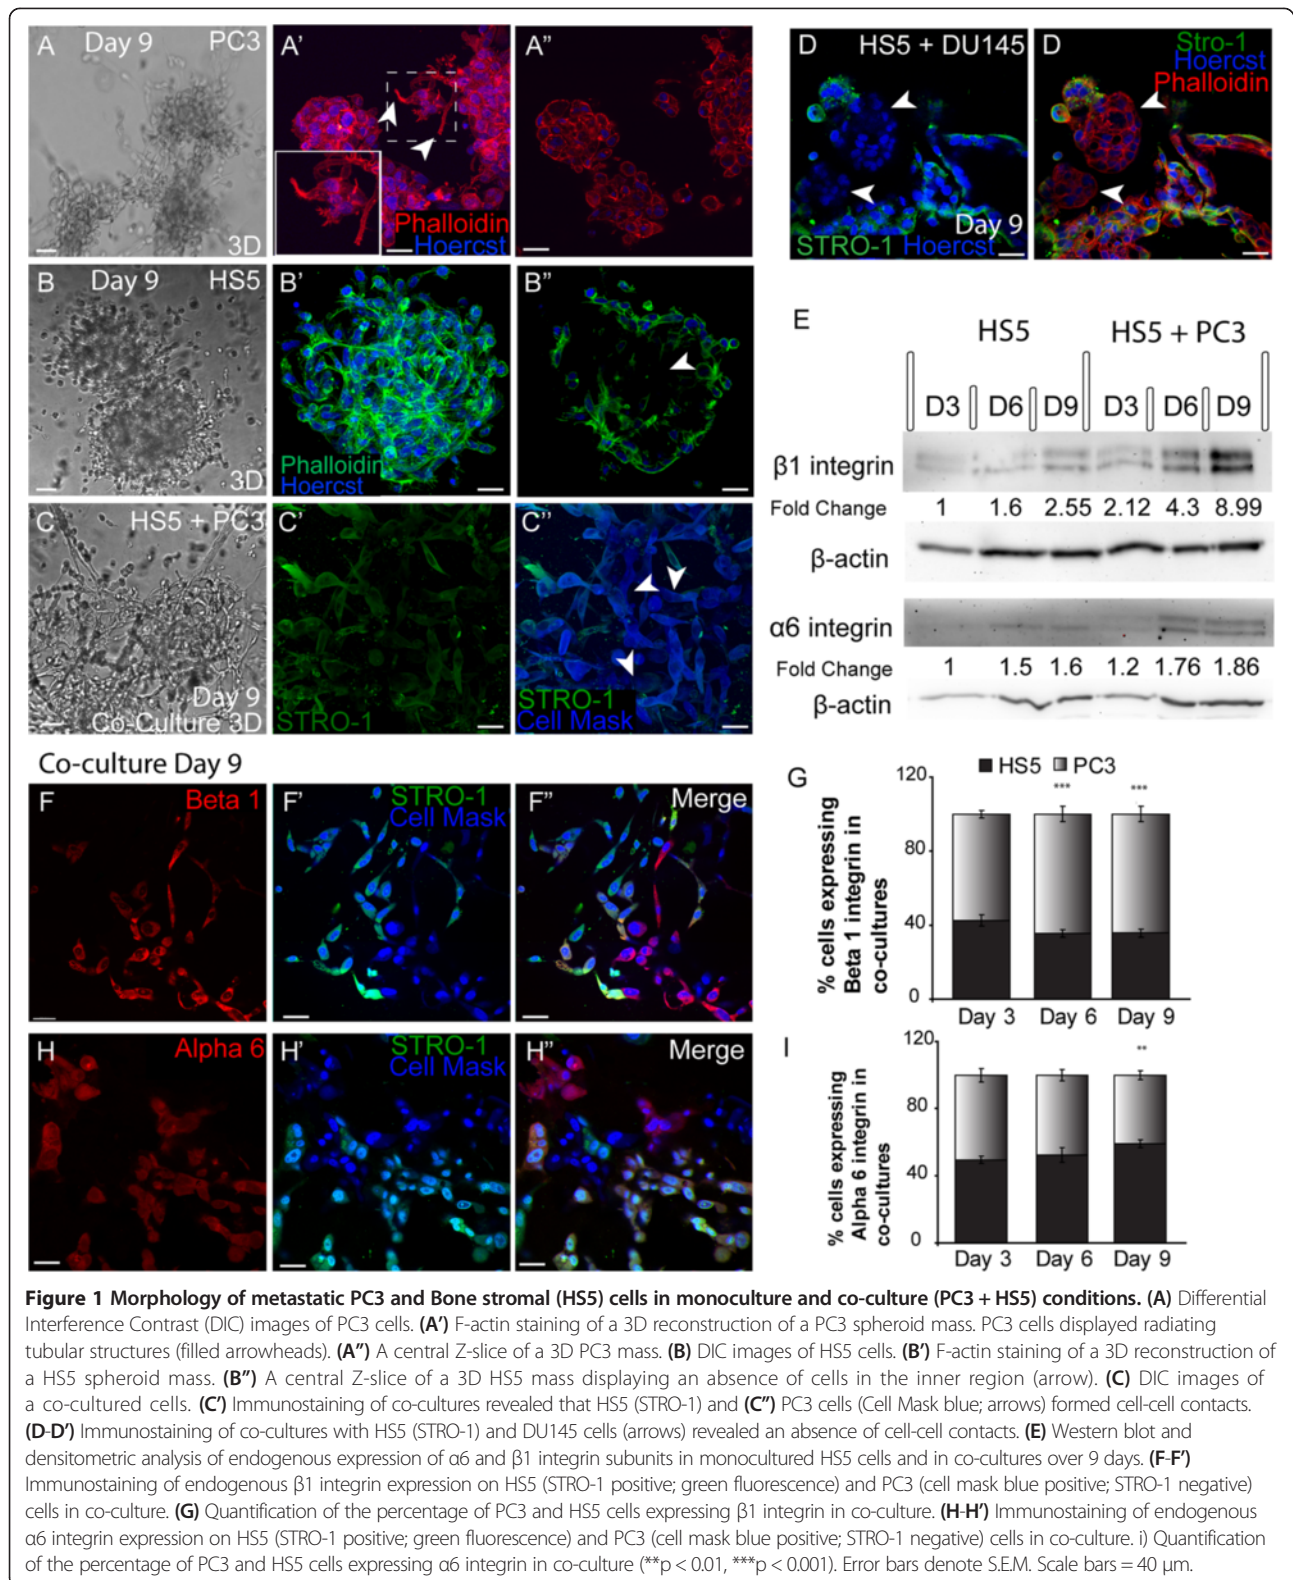 A Day 9 PC3
3D
A’
Phalloidin
Hoercst
A”
B Day 9 HS5
3D
B’
Phalloidin
Hoercst
B”
C HS5 + PC3
Day 9
Co-Culture 3D
C’
STRO-1
C”
STRO-1
Cell Mask
D HS5 + DU145
Day 9
STRO-1 Hoercst
D Stro-1
Hoercst
Phalloidin
E
HS5 HS5 + PC3
D3 D6 D9 D3 D6 D9
β1 integrin
Fold Change 1 1.6 2.55 2.12 4.3 8.99
β-actin
α6 integrin
Fold Change 1 1.5 1.6 1.2 1.76 1.86
β-actin
Co-culture Day 9
F Beta 1
F’ STRO-1
Cell Mask
F” Merge
G
HS5 PC3
% cells expressing
Beta 1 integrin in
co-cultures
120
80
40
0
*** ***
Day 3 Day 6 Day 9
H Alpha 6
H’ STRO-1
Cell Mask
H” Merge
I
% cells expressing
Alpha 6 integrin in
co-cultures
120
80
40
0
**
Day 3 Day 6 Day 9
Figure 1 Morphology of metastatic PC3 and Bone stromal (HS5) cells in monoculture and co-culture (PC3 + HS5) conditions. (A) Differential
Interference Contrast (DIC) images of PC3 cells. (A’) F-actin staining of a 3D reconstruction of a PC3 spheroid mass. PC3 cells displayed radiating
tubular structures (filled arrowheads). (A”) A central Z-slice of a 3D PC3 mass. (B) DIC images of HS5 cells. (B’) F-actin staining of a 3D reconstruction of
a HS5 spheroid mass. (B”) A central Z-slice of a 3D HS5 mass displaying an absence of cells in the inner region (arrow). (C) DIC images of
a co-cultured cells. (C’) Immunostaining of co-cultures revealed that HS5 (STRO-1) and (C”) PC3 cells (Cell Mask blue; arrows) formed cell-cell contacts.
(D-D’) Immunostaining of co-cultures with HS5 (STRO-1) and DU145 cells (arrows) revealed an absence of cell-cell contacts. (E) Western blot and
densitometric analysis of endogenous expression of α6 and β1 integrin subunits in monocultured HS5 cells and in co-cultures over 9 days. (F-F’)
Immunostaining of endogenous β1 integrin expression on HS5 (STRO-1 positive; green fluorescence) and PC3 (cell mask blue positive; STRO-1 negative)
cells in co-culture. (G) Quantification of the percentage of PC3 and HS5 cells expressing β1 integrin in co-culture. (H-H’) Immunostaining of endogenous
α6 integrin expression on HS5 (STRO-1 positive; green fluorescence) and PC3 (cell mask blue positive; STRO-1 negative) cells in co-culture. i) Quantification
of the percentage of PC3 and HS5 cells expressing α6 integrin in co-culture (**p < 0.01, ***p < 0.001). Error bars denote S.E.M. Scale bars = 40 μm.